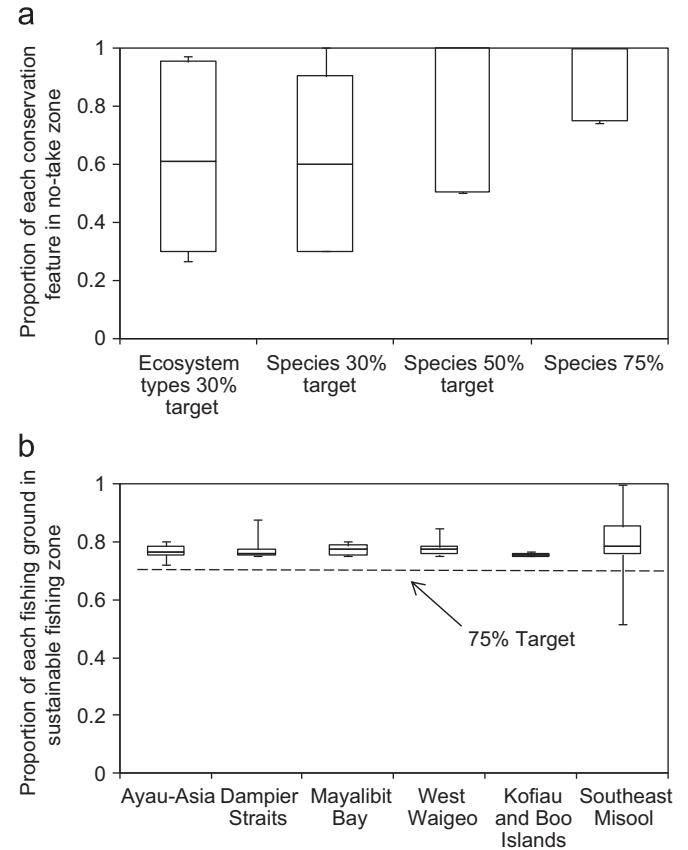 a
Proportion of each conservation
feature in no-take zone
1
0.8
0.6
0.4
0.2
0
Ecosystem
types 30%
target
Species 30%
target
Species 50%
target
Species 75%
b
Proportion of each fishing ground in
sustainable fishing zone
1
0.8
0.6
0.4
0.2
0
75% Target
Ayau-Asia
Dampier
Straits
Mayalibit
Bay
West
Waigeo
Kofiau
and Boo
Islands
Southeast
Misool